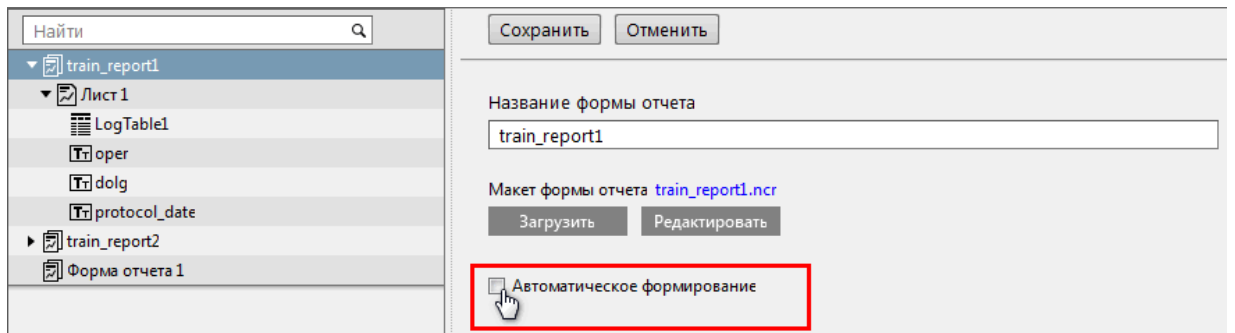 Найти
train_report1
Лист 1
LogTable1
oper
dolg
protocol_date
train_report2
Форма отчета 1
Сохранить Отменить
Название формы отчета
train_report1
Макет формы отчета train_report1.ncr
Загрузить Редактировать
Автоматическое формирование